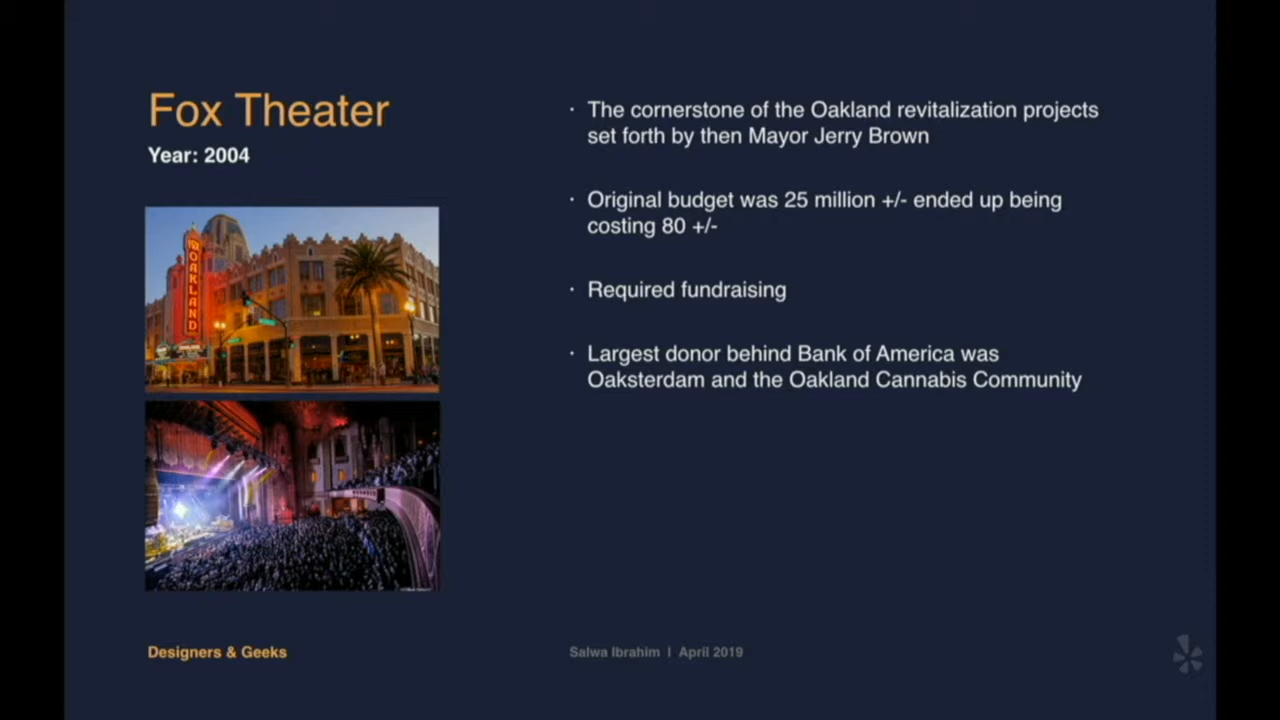 Fox Theater
Year: 2004
OAKLAND
· The cornerstone of the Oakland revitalization projects
set forth by then Mayor Jerry Brown
· Original budget was 25 million +/- ended up being
costing 80 +/-
· Required fundraising
· Largest donor behind Bank of America was
Oaksterdam and the Oakland Cannabis Community
Designers & Geeks
Salwa Ibrahim | April 2019